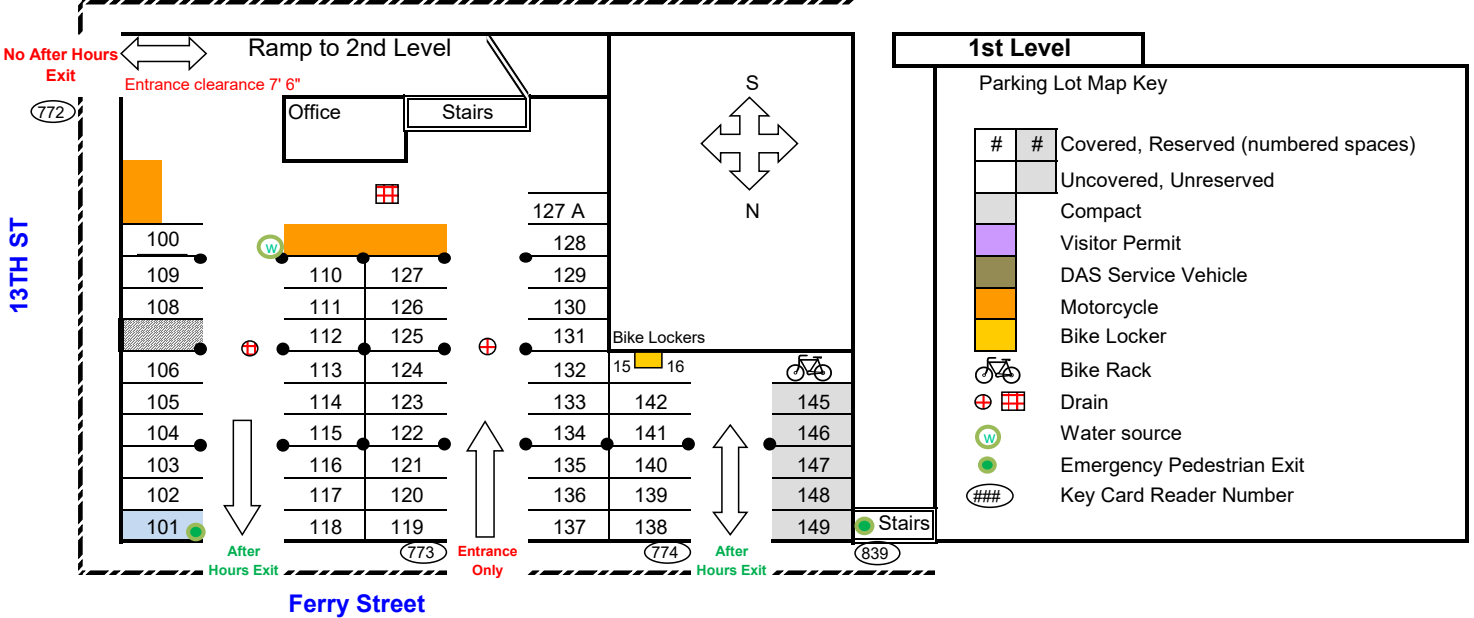 Ramp to 2nd Level
No After Hours
Exit
Entrance clearance 7' 6"
772
Office
Stairs
S
N
13TH ST
127 A
100
128
W
109
110
127
129
108
111
126
130
112
125
131
Bike Lockers
106
113
124
132
15
16
105
114
123
133
142
145
104
115
122
134
141
146
103
116
121
135
140
147
102
117
120
136
139
148
101
118
119
137
138
149
Stairs
After
Hours Exit
773
Entrance
Only
774
After
Hours Exit
839
Ferry Street
1st Level
Parking Lot Map Key
# # Covered, Reserved (numbered spaces)
Uncovered, Unreserved
Compact
Visitor Permit
DAS Service Vehicle
Motorcycle
Bike Locker
Bike Rack
Drain
W Water source
Emergency Pedestrian Exit
### Key Card Reader Number